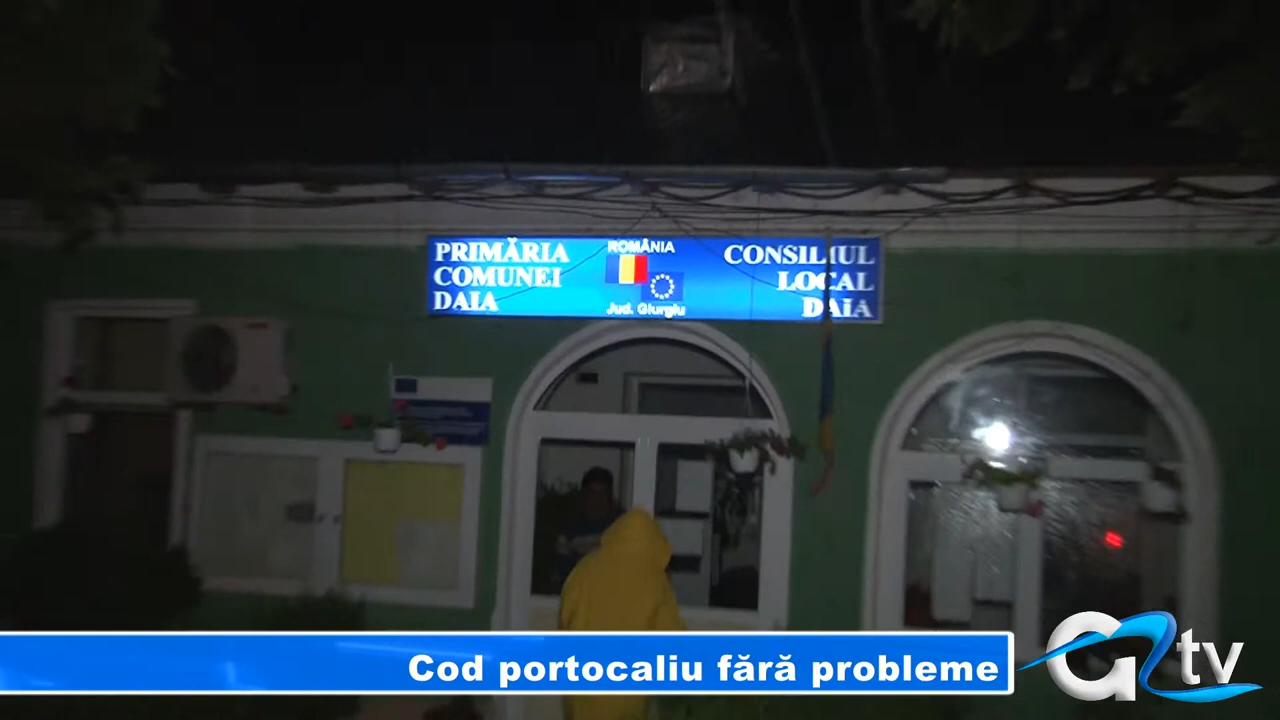 PRIMĂRIA
COMUNEI
DAIA
ROMÂNIA
Jud. Giurgiu
CONSILIUL
LOCAL
DAIA
Cod portocaliu fără probleme
tv